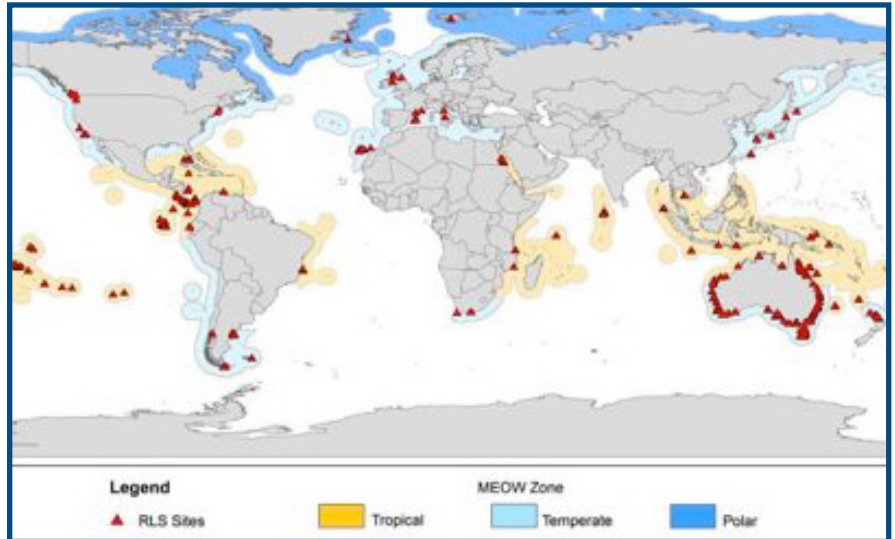 Legend
MEOW Zone
RLS Sites
Tropical
Temperate
Polar